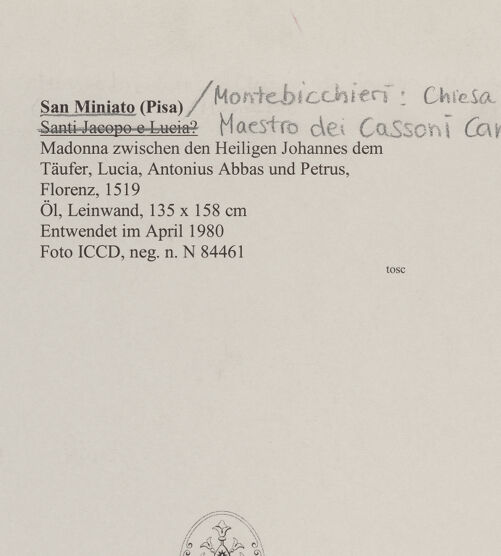 San Miniato (Pisa) / Montebicchieri: Chiesa
Santi Jacopo e Lucia? Maestro dei Cassoni
Madonna zwischen den Heiligen Johannes dem
Täufer, Lucia, Antonius Abbas und Petrus,
Florenz, 1519
Öl, Leinwand, 135 x 158 cm
Entwendet im April 1980
Foto ICCD, neg. n. N 84461
tosc